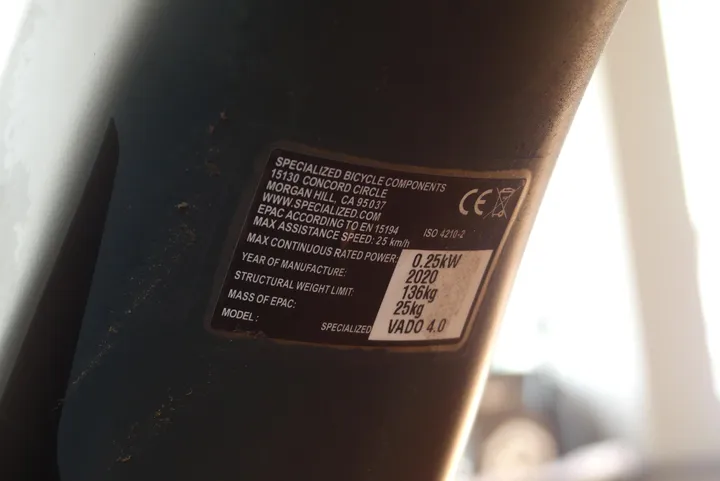 SPECIALIZED BICYCLE COMPONENTS
15130 CONCORD CIRCLE
MORGAN HILL, CA 95037
WWW.SPECIALIZED.COM
EPAC ACCORDING TO EN 15194 ISO 4210-2
MAX ASSISTANCE SPEED: 25 km/h
MAX CONTINUOUS RATED POWER: 0.25kW
YEAR OF MANUFACTURE: 2020
STRUCTURAL WEIGHT LIMIT: 136kg
MASS OF EPAC: 25kg
MODEL : SPECIALIZED VADO 4.0
CE